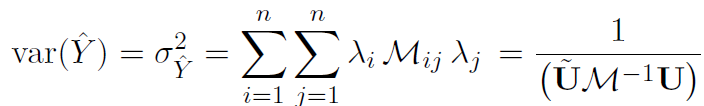 var(Ŷ) = σ²_Ŷ = ∑_{i=1}^{n} ∑_{j=1}^{n} λ_i ℳ_{ij} λ_j = 1 / (Ũℳ⁻¹U)